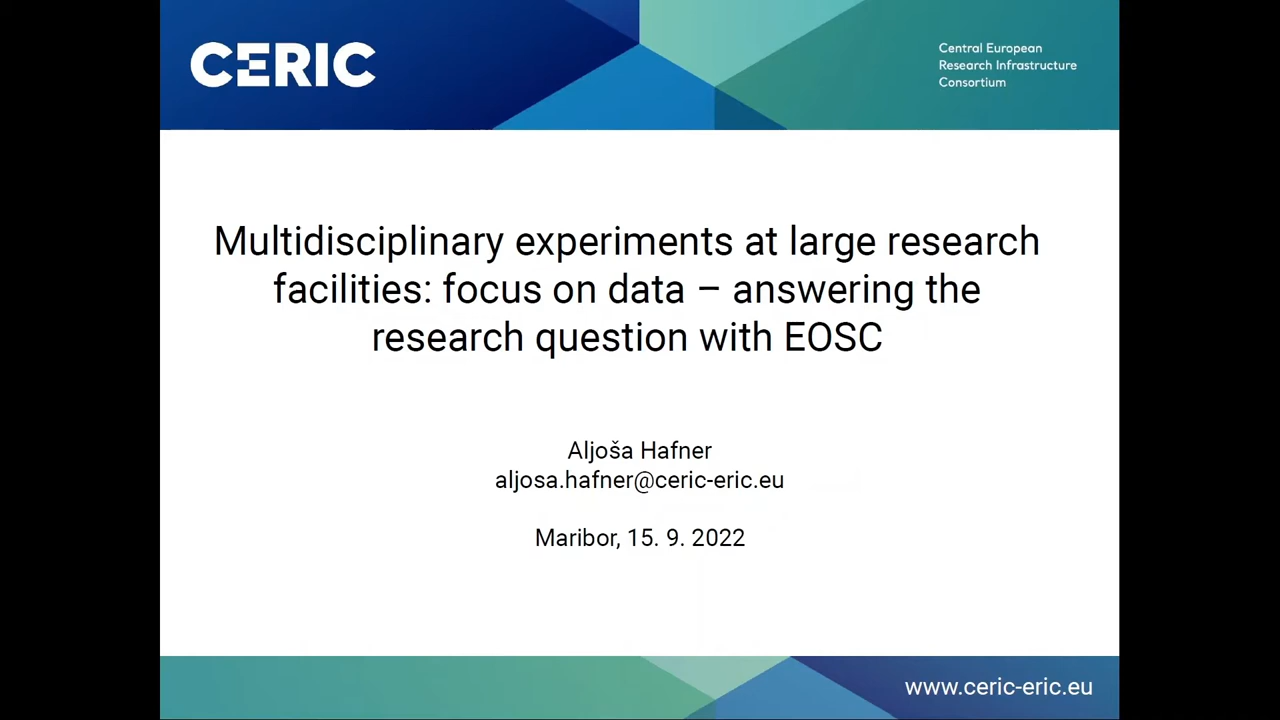 CERIC
Central European
Research Infrastructure
Consortium
Multidisciplinary experiments at large research
facilities: focus on data – answering the
research question with EOSC
Aljoša Hafner
aljosa.hafner@ceric-eric.eu
Maribor, 15. 9. 2022
www.ceric-eric.eu